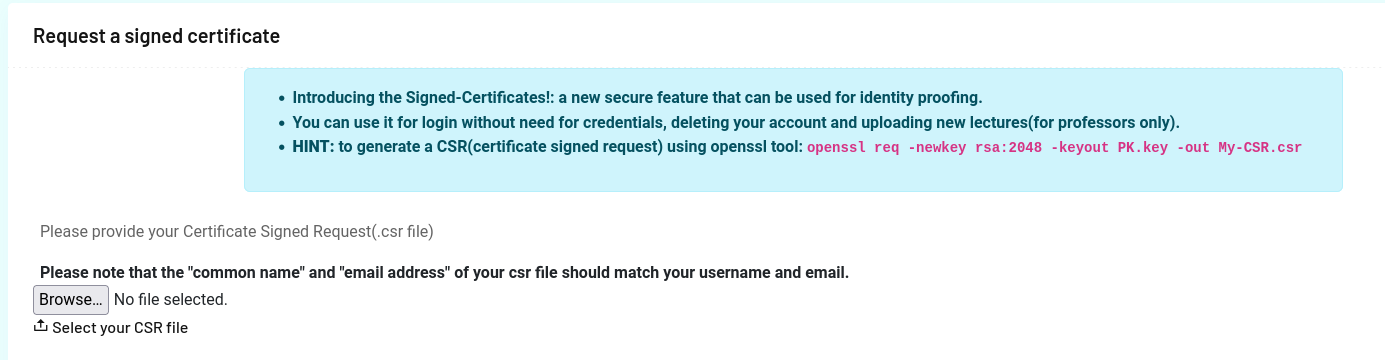 Request a signed certificate
• Introducing the Signed-Certificates!: a new secure feature that can be used for identity proofing.
• You can use it for login without need for credentials, deleting your account and uploading new lectures(for professors only).
• HINT: to generate a CSR(certificate signed request) using openssl tool: openssl req -newkey rsa:2048 -keyout PK.key -out My-CSR.csr
Please provide your Certificate Signed Request(.csr file)
Please note that the "common name" and "email address" of your csr file should match your username and email.
Browse... No file selected.
Select your CSR file